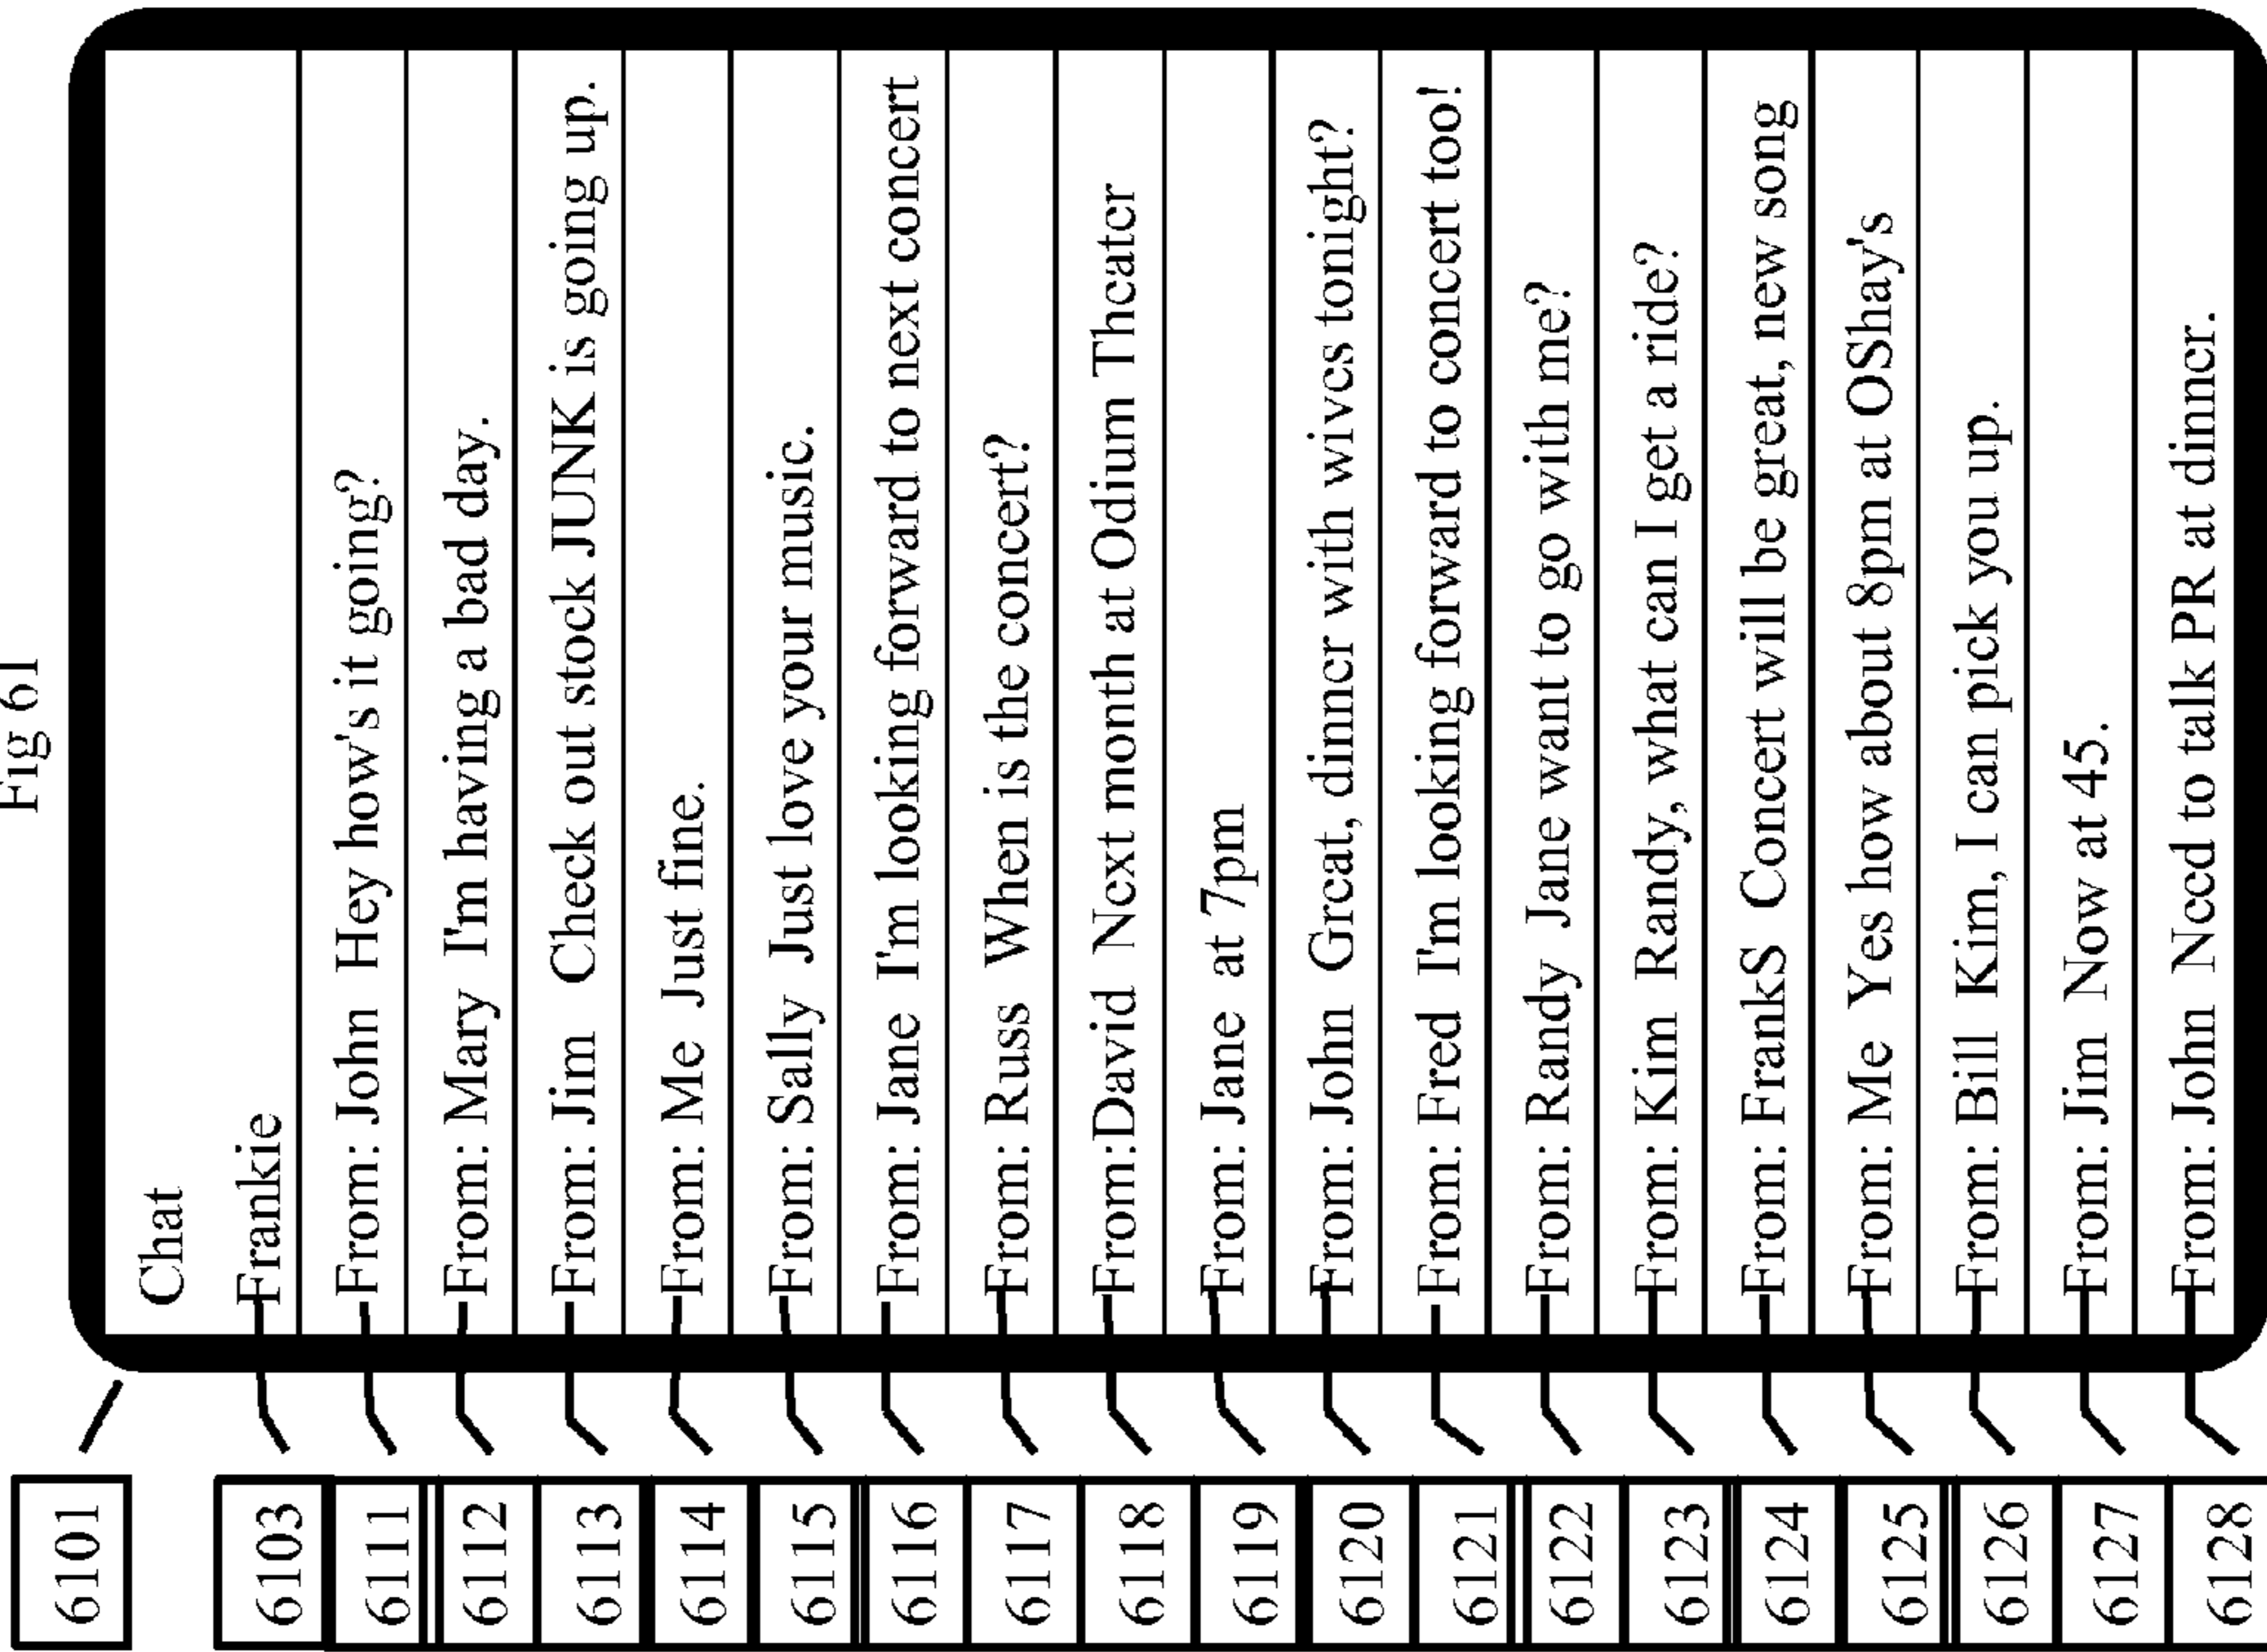 Fig 61
6101
Chat
6103 Frankie
6111 From: John Hey how's it going?
6112 From: Mary I'm having a bad day.
6113 From: Jim Check out stock JUNK is going up.
6114 From: Me Just fine.
6115 From: Sally Just love your music.
6116 From: Jane I'm looking forward to next concert
6117 From: Russ When is the concert?
6118 From:David Next month at Odium Theater
6119 From: Jane at 7pm
6120 From: John Great, dinner with wives tonight?
6121 From: Fred I'm looking forward to concert too!
6122 From: Randy Jane want to go with me?
6123 From: Kim Randy, what can I get a ride?
6124 From: FrankS Concert will be great, new song
6125 From: Me Yes how about 8pm at OShay's
6126 From: Bill Kim, I can pick you up.
6127 From: Jim Now at 45.
6128 From: John Need to talk PR at dinner.